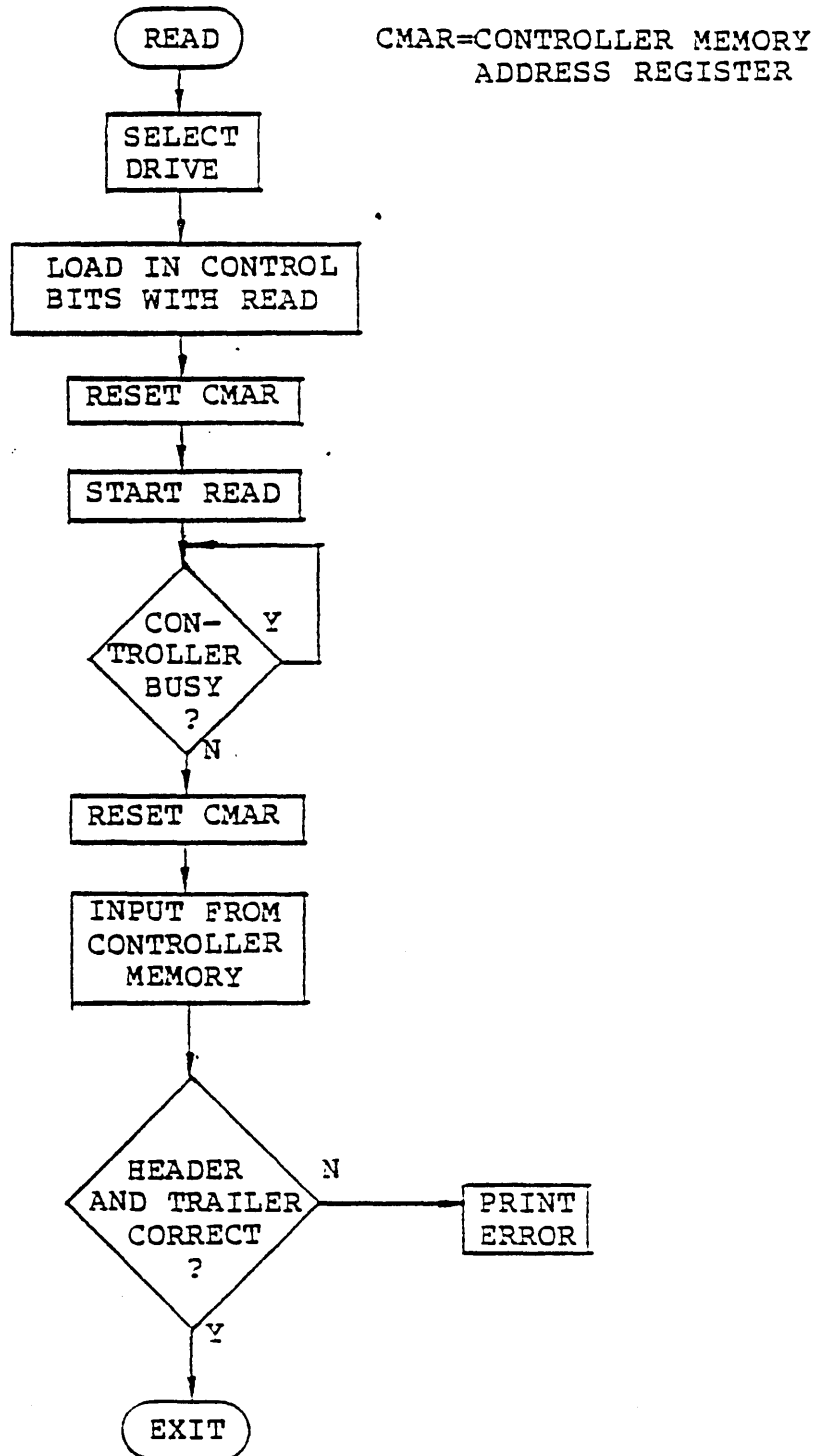 READ
CMAR=CONTROLLER MEMORY
ADDRESS REGISTER
SELECT
DRIVE
LOAD IN CONTROL
BITS WITH READ
RESET CMAR
START READ
CON-
TROLLER
BUSY
?
Y
N
RESET CMAR
INPUT FROM
CONTROLLER
MEMORY
HEADER
AND TRAILER
CORRECT
?
N
PRINT
ERROR
Y
EXIT